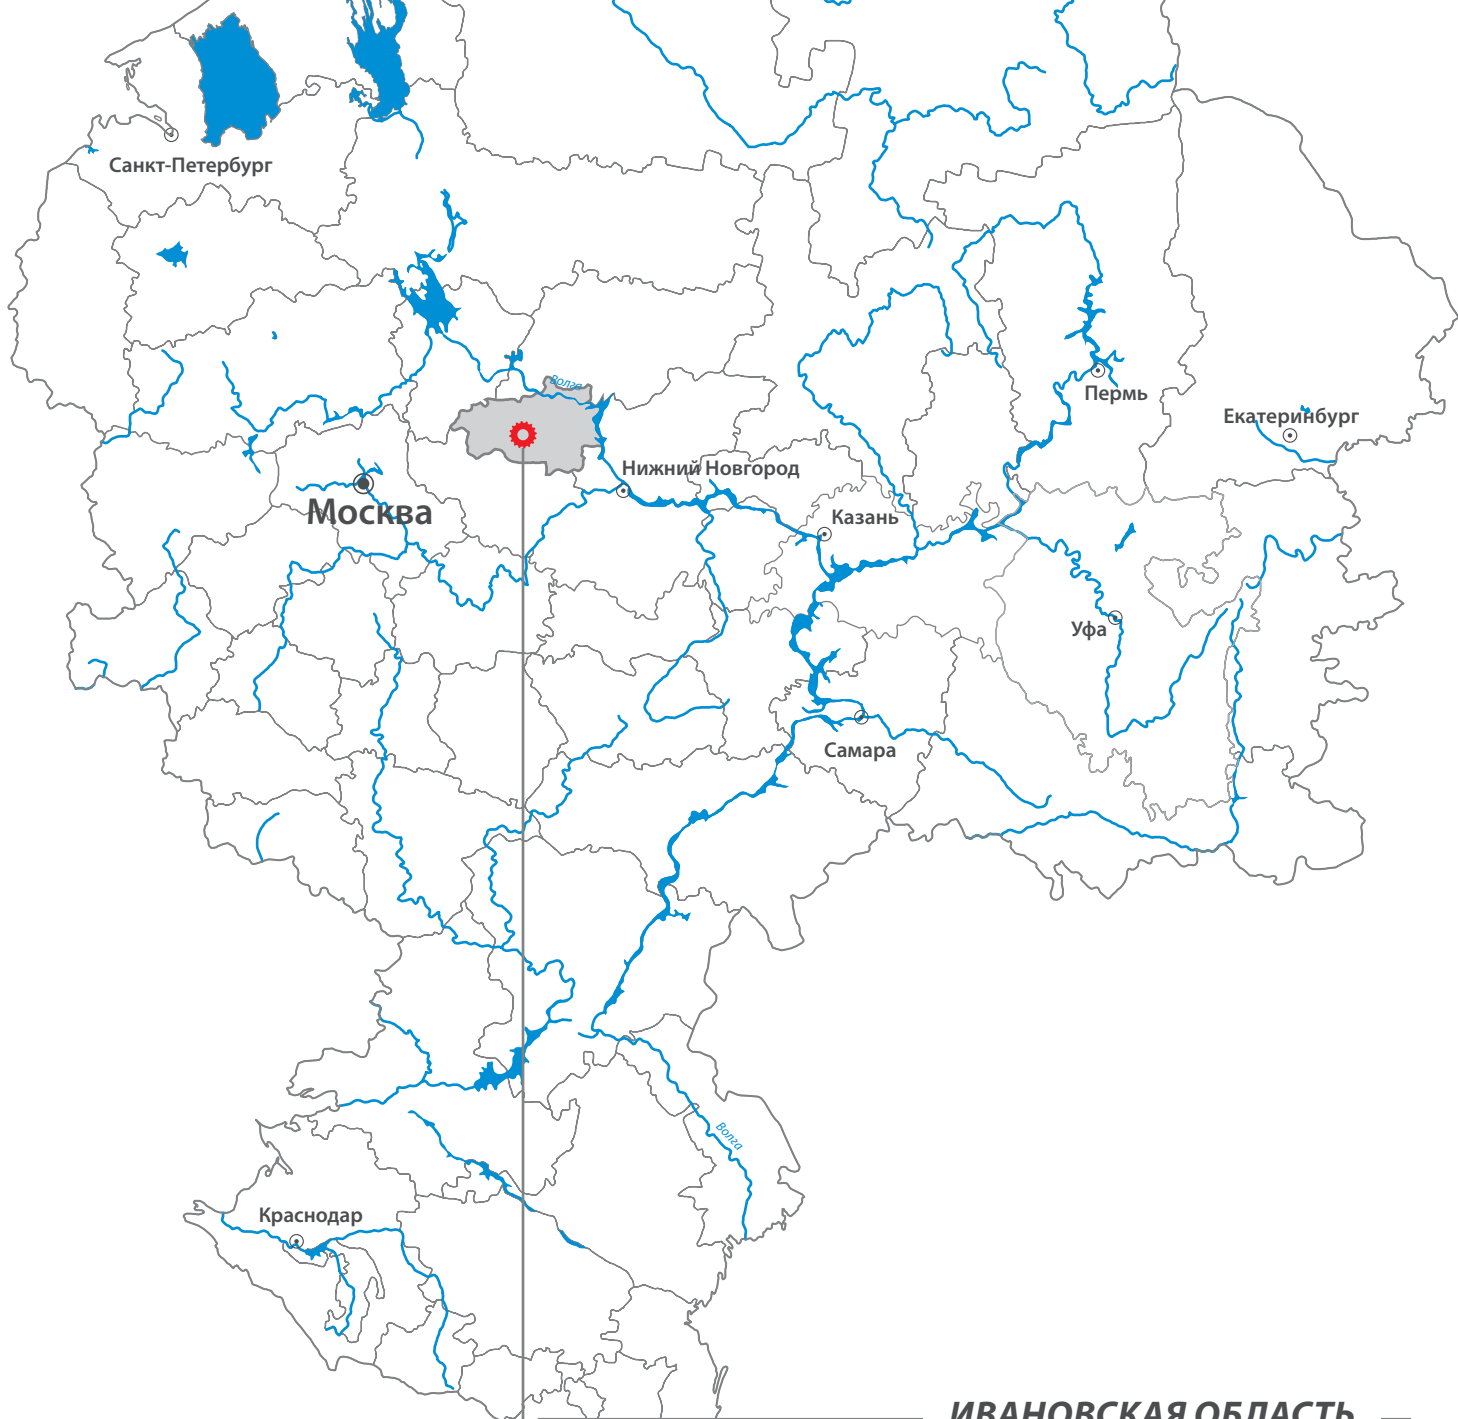 Санкт-Петербург
Волга
Пермь
Екатеринбург
Нижний Новгород
Москва
Казань
Уфа
Самара
Волга
Краснодар
ИВАНОВСКАЯ ОБЛАСТЬ